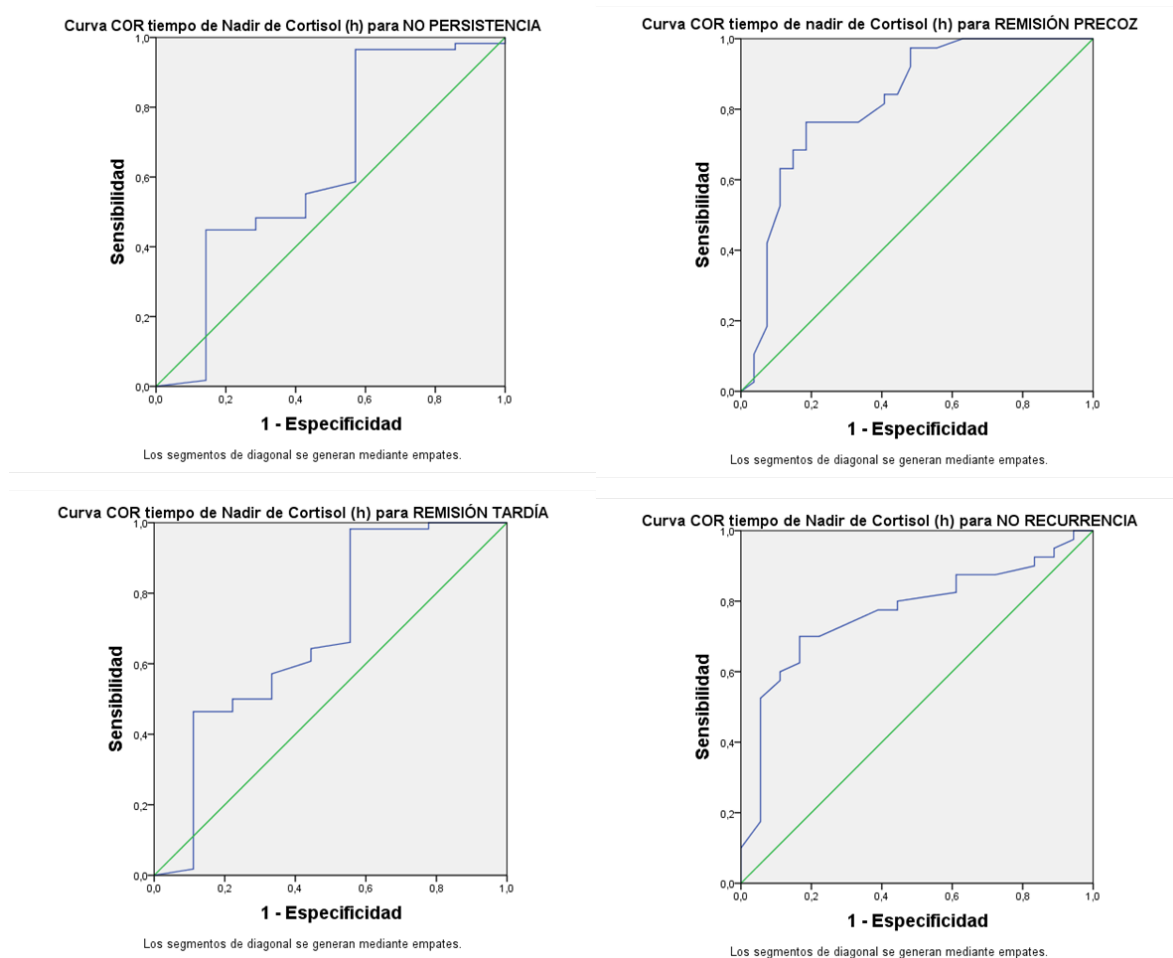 Curva COR tiempo de Nadir de Cortisol (h) para NO PERSISTENCIA
1,0
0,8
0,6
0,4
0,2
0,0
Sensibilidad
0,0 0,2 0,4 0,6 0,8 1,0
1 - Especificidad
Los segmentos de diagonal se generan mediante empates.
Curva COR tiempo de nadir de Cortisol (h) para REMISIÓN PRECOZ
1,0
0,8
0,6
0,4
0,2
0,0
Sensibilidad
0,0 0,2 0,4 0,6 0,8 1,0
1 - Especificidad
Los segmentos de diagonal se generan mediante empates.
Curva COR tiempo de Nadir de Cortisol (h) para REMISIÓN TARDÍA
1,0
0,8
0,6
0,4
0,2
0,0
Sensibilidad
0,0 0,2 0,4 0,6 0,8 1,0
1 - Especificidad
Los segmentos de diagonal se generan mediante empates.
Curva COR tiempo de Nadir de Cortisol (h) para NO RECURRENCIA
1,0
0,8
0,6
0,4
0,2
0,0
Sensibilidad
0,0 0,2 0,4 0,6 0,8 1,0
1 - Especificidad
Los segmentos de diagonal se generan mediante empates.